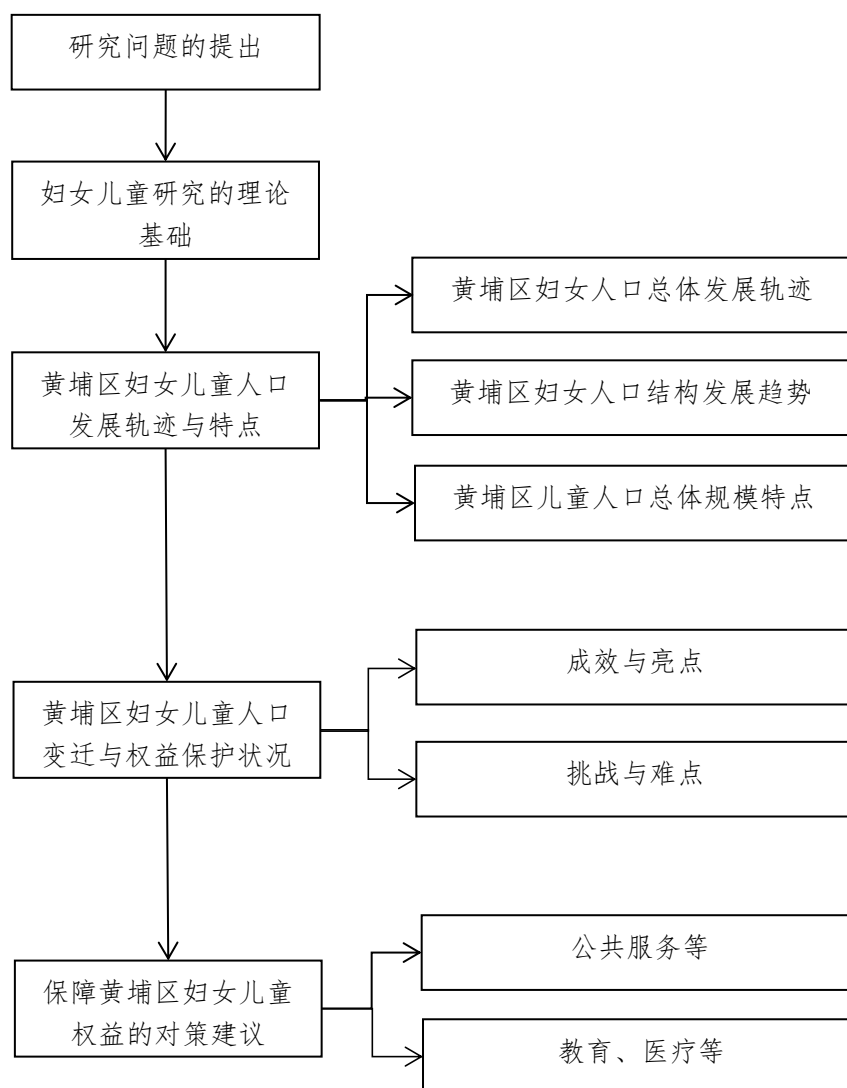 研究问题的提出
妇女儿童研究的理论
基础
黄埔区妇女儿童人口
发展轨迹与特点
黄埔区妇女人口总体发展轨迹
黄埔区妇女人口结构发展趋势
黄埔区儿童人口总体规模特点
黄埔区妇女儿童人口
变迁与权益保护状况
成效与亮点
挑战与难点
保障黄埔区妇女儿童
权益的对策建议
公共服务等
教育、医疗等